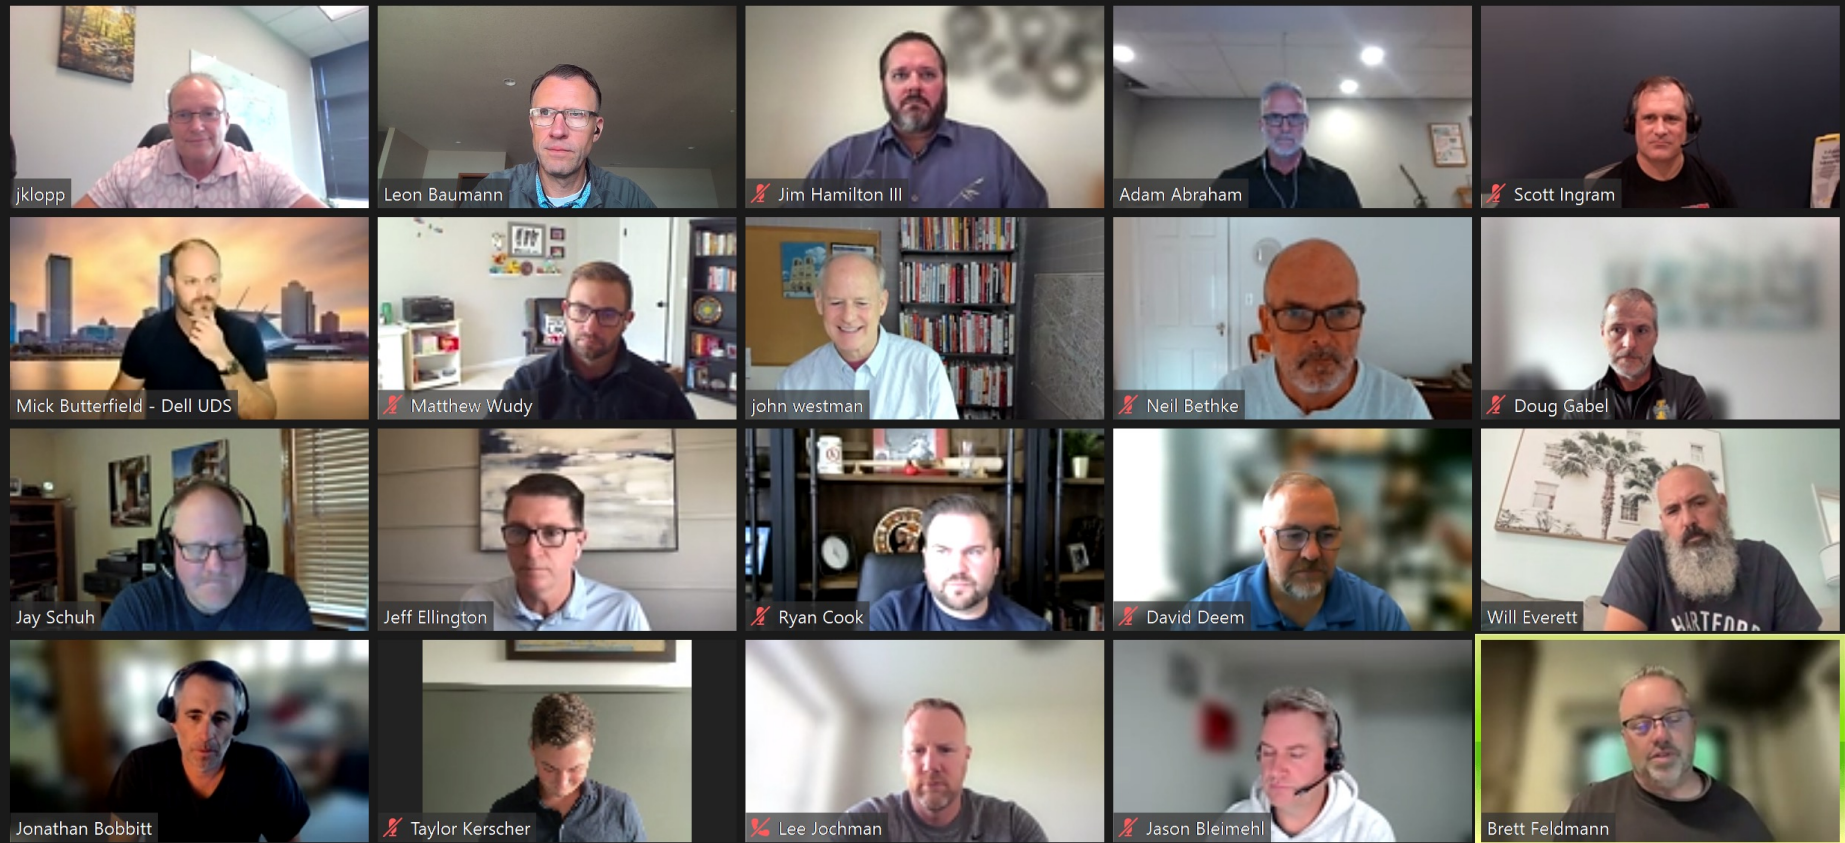 jklopp
Leon Baumann
Jim Hamilton III
Adam Abraham
Scott Ingram
Mick Butterfield - Dell UDS
Matthew Wudy
john westman
Neil Bethke
Doug Gabel
Jay Schuh
Jeff Ellington
Ryan Cook
David Deem
Will Everett
HARTFORD
Jonathan Bobbitt
Taylor Kerscher
Lee Jochman
Jason Bleimehl
Brett Feldmann